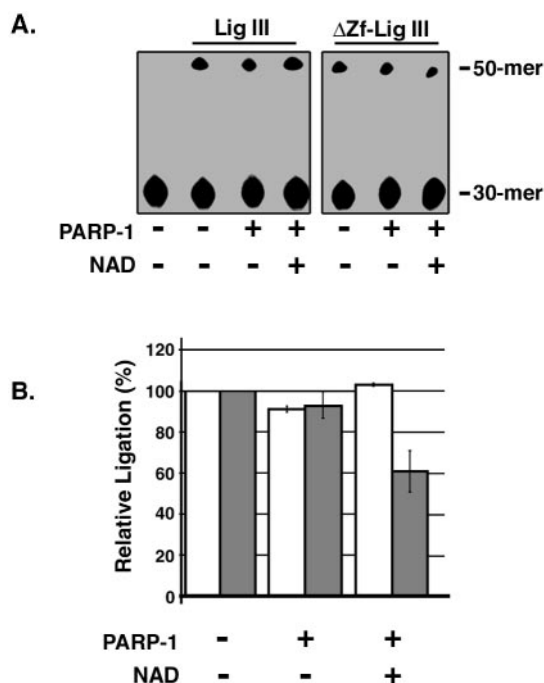 A.
Lig III ΔZf-Lig III
50-mer
30-mer
PARP-1 - - + + - + +
NAD - - - + - - +
B.
Relative Ligation (%)
120
100
80
60
40
20
0
PARP-1 - + +
NAD - - +